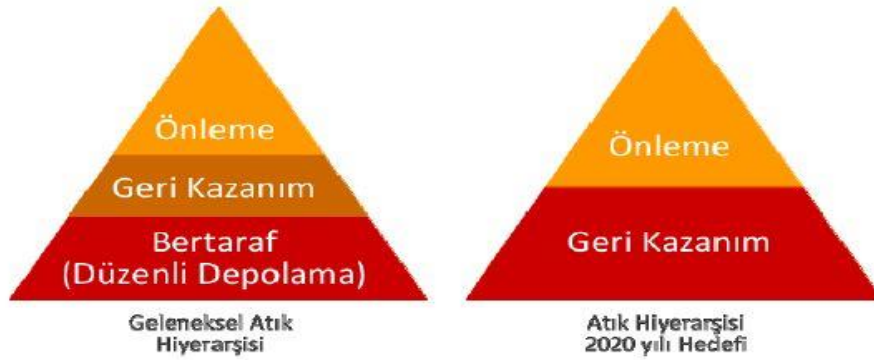 Önleme
Geri Kazanım
Bertaraf
(Düzenli Depolama)
Geleneksel Atık
Hiyerarşisi
Önleme
Geri Kazanım
Atık Hiyerarşisi
2020 yılı Hedefi